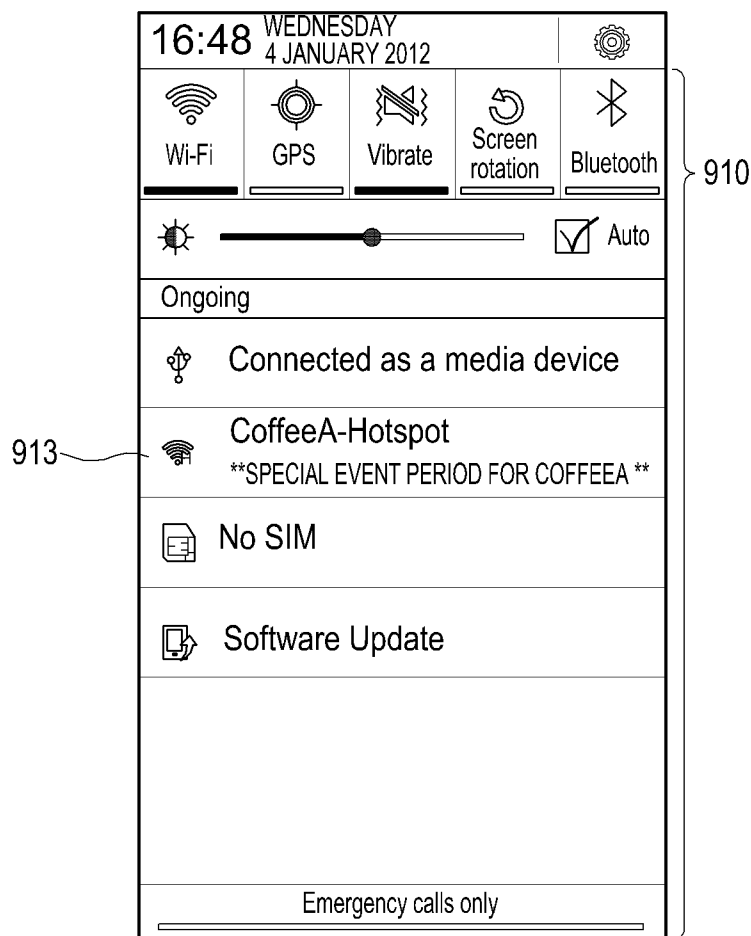 16:48 WEDNESDAY
4 JANUARY 2012
Wi-Fi GPS Vibrate Screen rotation Bluetooth
910
Auto
Ongoing
Connected as a media device
913
CoffeeA-Hotspot
**SPECIAL EVENT PERIOD FOR COFFEEA **
No SIM
Software Update
Emergency calls only